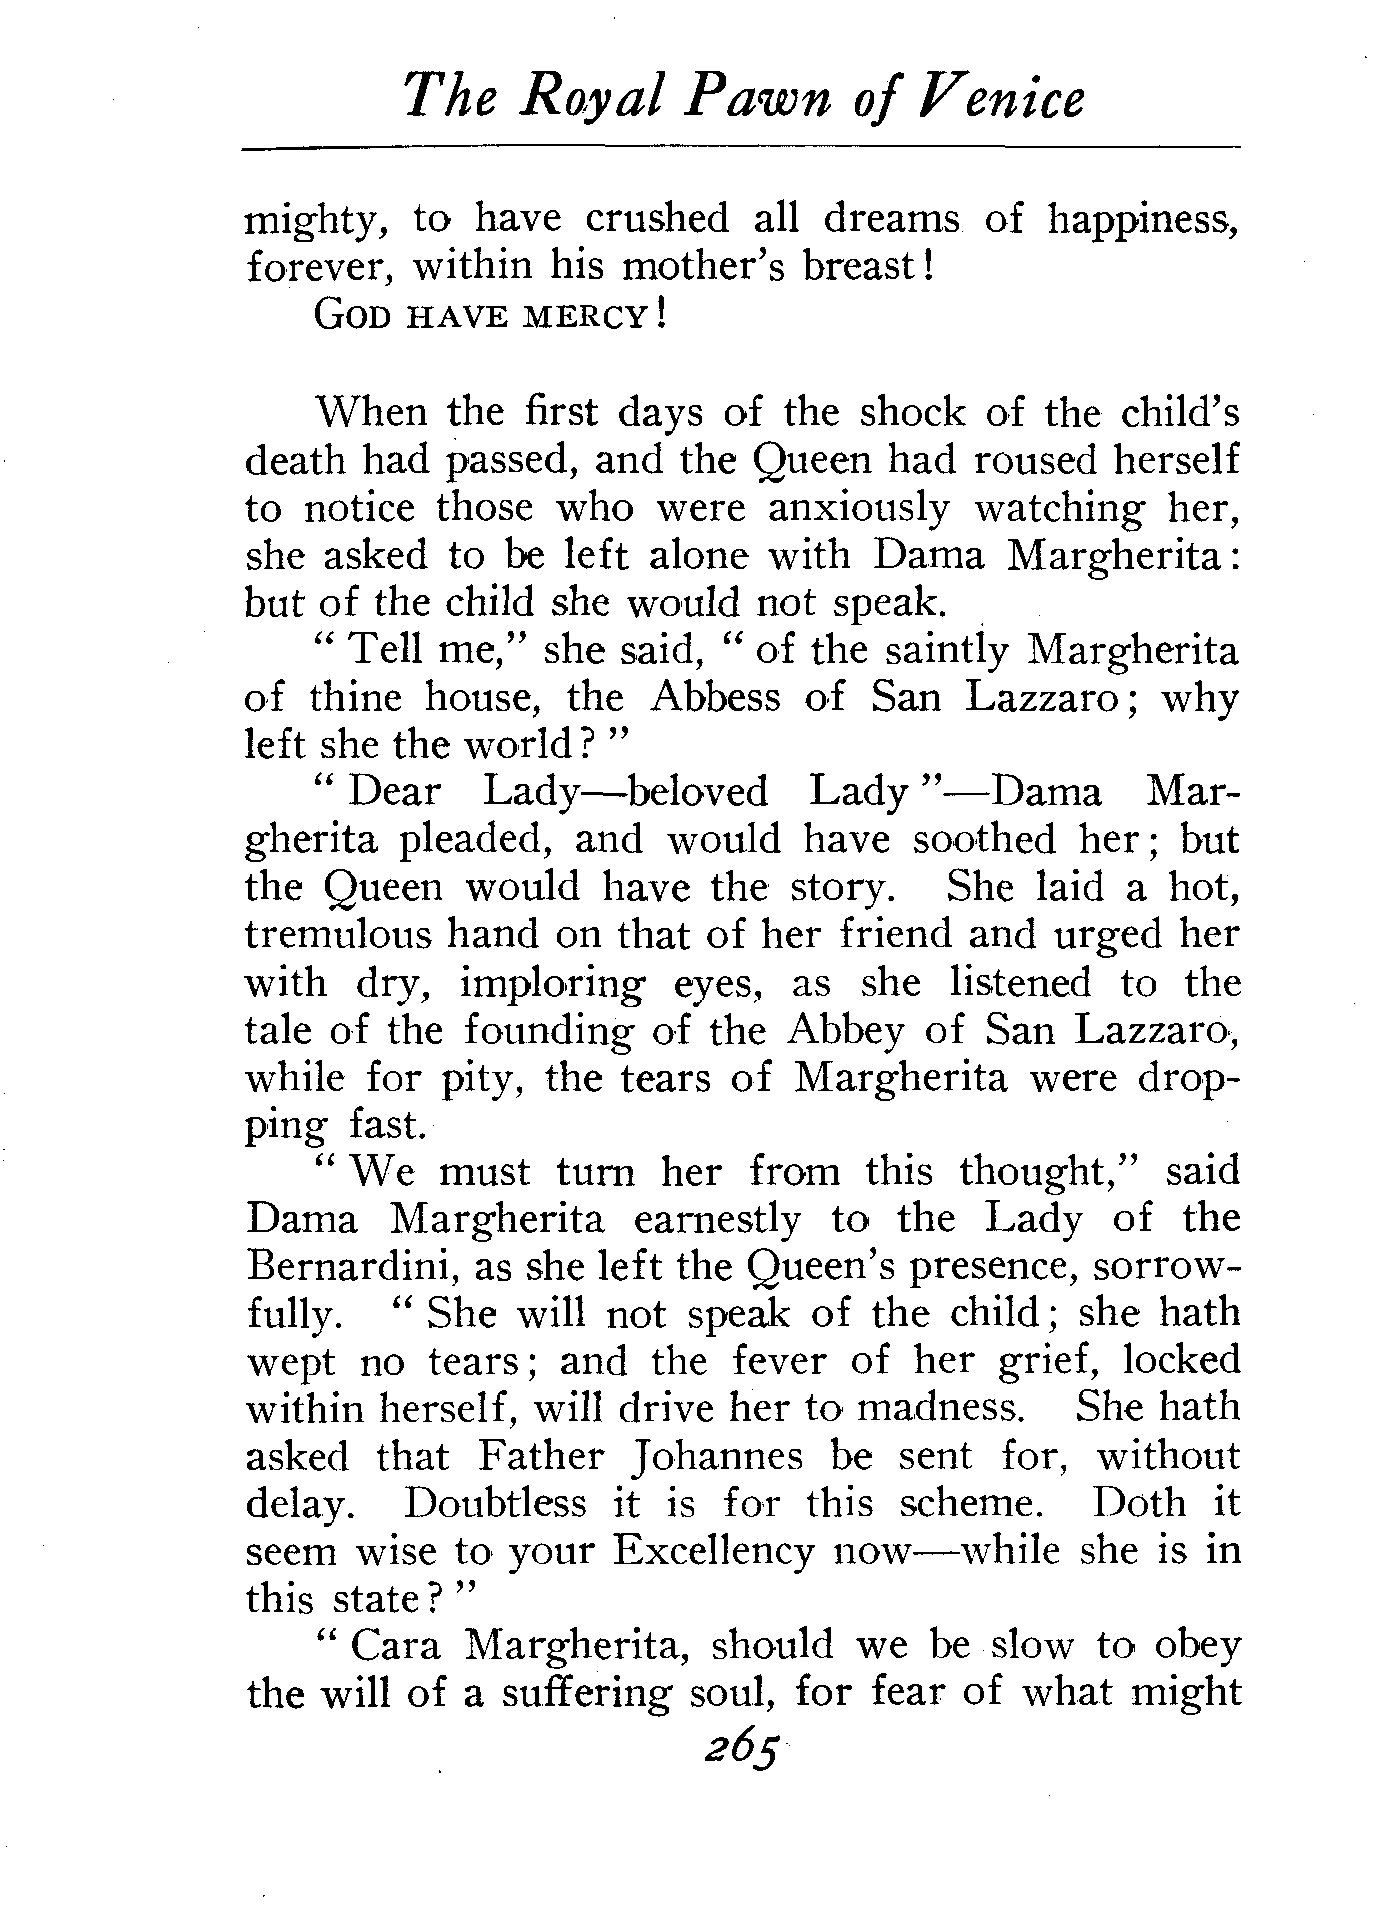 The Royal Pawn of Venice
mighty, to have crushed all dreams of happiness,
forever, within his mother's breast!
GOD HAVE MERCY!
When the first days of the shock of the child's
death had passed, and the Queen had roused herself
to notice those who were anxiously watching her,
she asked to be left alone with Dama Margherita:
but of the child she would not speak.
" Tell me," she said, " of the saintly Margherita
of thine house, the Abbess of San Lazzaro; why
left she the world? "
" Dear Lady—beloved Lady "—Dama Mar-
gherita pleaded, and would have soothed her; but
the Queen would have the story. She laid a hot,
tremulous hand on that of her friend and urged her
with dry, imploring eyes, as she listened to the
tale of the founding of the Abbey of San Lazzaro,
while for pity, the tears of Margherita were drop-
ping fast.
" We must turn her from this thought," said
Dama Margherita earnestly to the Lady of the
Bernardini, as she left the Queen's presence, sorrow-
fully. " She will not speak of the child; she hath
wept no tears; and the fever of her grief, locked
within herself, will drive her to madness. She hath
asked that Father Johannes be sent for, without
delay. Doubtless it is for this scheme. Doth it
seem wise to your Excellency now—while she is in
this state? "
" Cara Margherita, should we be slow to obey
the will of a suffering soul, for fear of what might
265